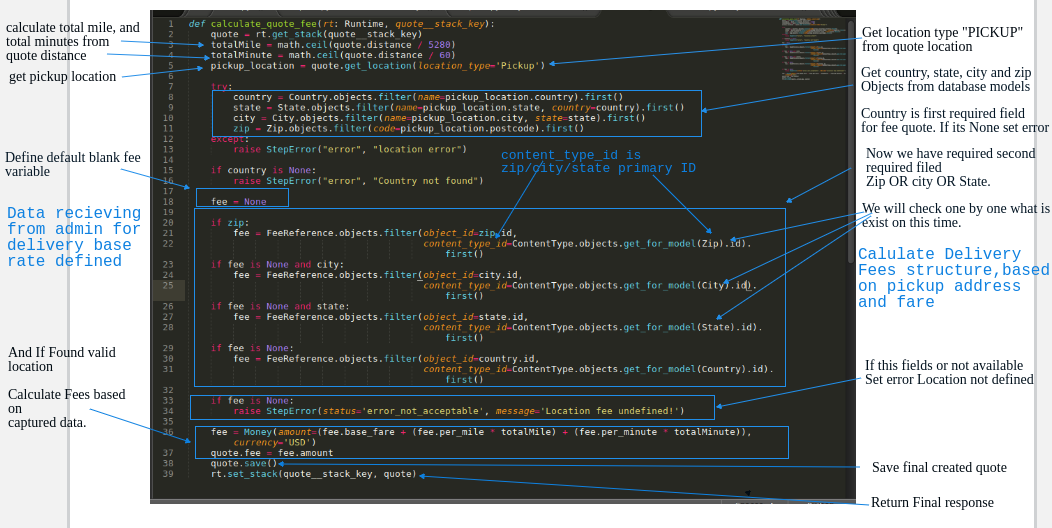 calculate total mile, and
total minutes from
quote distance
get pickup location
Define default blank fee
variable
Data recieving
from admin for
delivery base
rate defined
And If Found valid
location
Calculate Fees based
on
captured data.
1 def calculate_quote_fee(rt: Runtime, quote__stack_key):
2 quote = rt.get_stack(quote__stack_key)
3 totalMile = math.ceil(quote.distance / 5280)
4 totalMinute = math.ceil(quote.distance / 60)
5 pickup_location = quote.get_location(location_type='Pickup')
6
7 try:
8 country = Country.objects.filter(name=pickup_location.country).first()
9 state = State.objects.filter(name=pickup_location.state, country=country).first()
10 city = City.objects.filter(name=pickup_location.city, state=state).first()
11 zip = Zip.objects.filter(code=pickup_location.postcode).first()
12 except:
13 raise StepError("error", "location error")
14
15 if country is None:
16 raise StepError("error", "Country not found")
17
18 fee = None
19
20 if zip:
21 fee = FeeReference.objects.filter(object_id=zip.id,
22 content_type_id=ContentType.objects.get_for_model(Zip).id).
first()
23 if fee is None and city:
24 fee = FeeReference.objects.filter(object_id=city.id,
25 content_type_id=ContentType.objects.get_for_model(City).id).
first()
26 if fee is None and state:
27 fee = FeeReference.objects.filter(object_id=state.id,
28 content_type_id=ContentType.objects.get_for_model(State).id).
first()
29 if fee is None:
30 fee = FeeReference.objects.filter(object_id=country.id,
31 content_type_id=ContentType.objects.get_for_model(Country).id).
first()
32
33 if fee is None:
34 raise StepError(status='error_not_acceptable', message='Location fee undefined!')
35
36 fee = Money(amount=(fee.base_fare + (fee.per_mile * totalMile) + (fee.per_minute * totalMinute)),
currency='USD')
37 quote.fee = fee.amount
38 quote.save()
39 rt.set_stack(quote__stack_key, quote)
content_type_id is
zip/city/state primary ID
Get location type "PICKUP"
from quote location
Get country, state, city and zip
Objects from database models
Country is first required field
for fee quote. If its None set error
Now we have required second
required filed
Zip OR city OR State.
We will check one by one what is
exist on this time.
Calulate Delivery
Fees structure,based
on pickup address
and fare
If this fields or not available
Set error Location not defined
Save final created quote
Return Final response